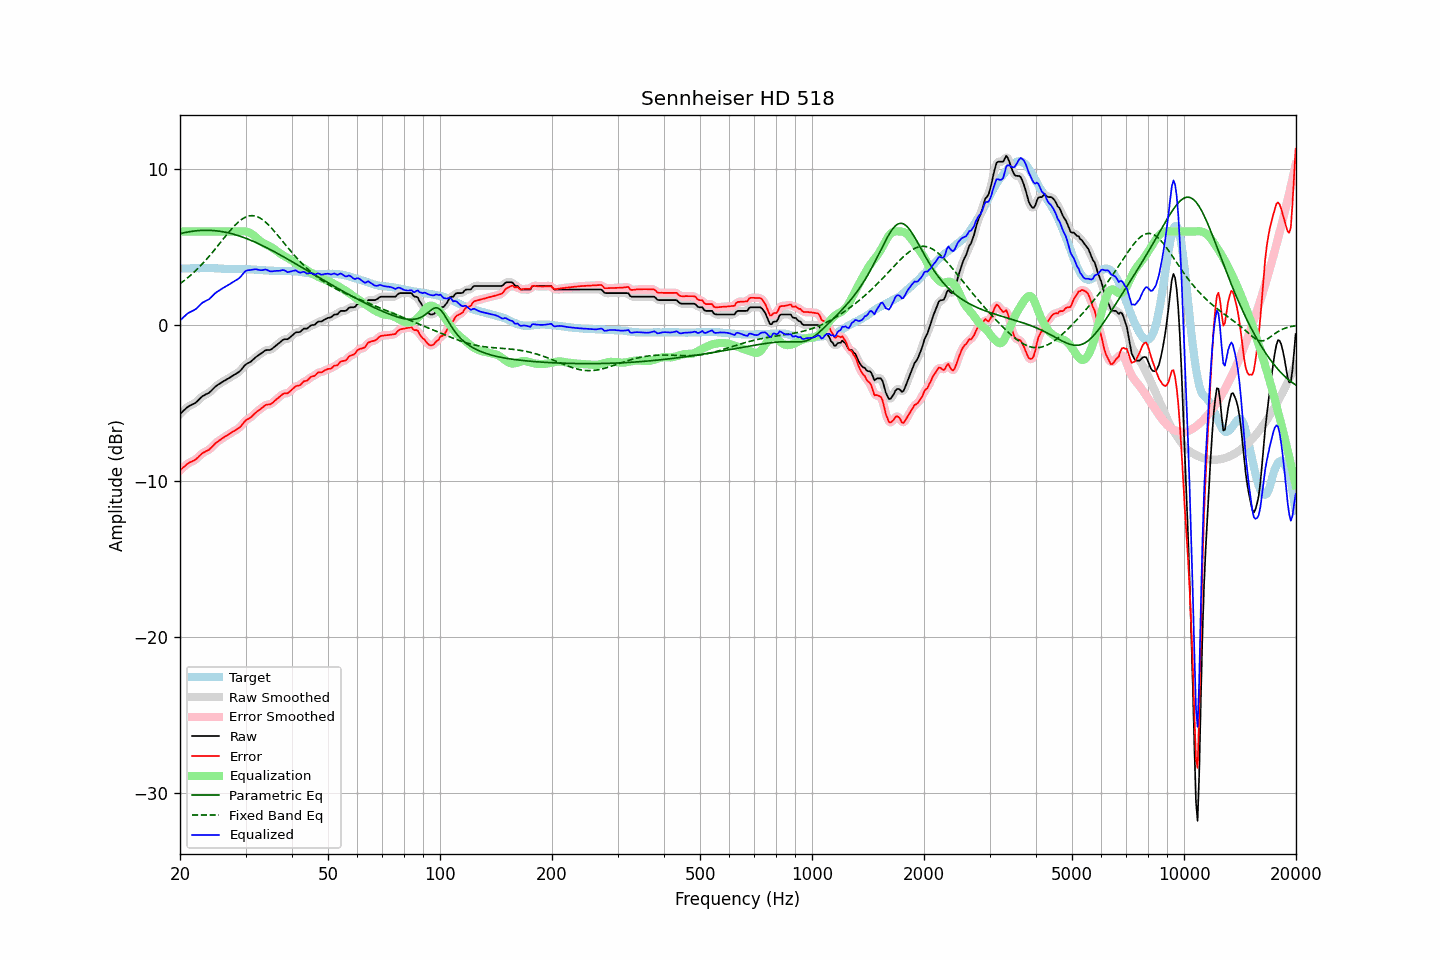 Sennheiser HD 518
10
0
−10
−20
−30
Amplitude (dBr)
Target
Raw Smoothed
Error Smoothed
Raw
Error
Equalization
Parametric Eq
Fixed Band Eq
Equalized
20 50 100 200 500 1000 2000 5000 10000 20000
Frequency (Hz)